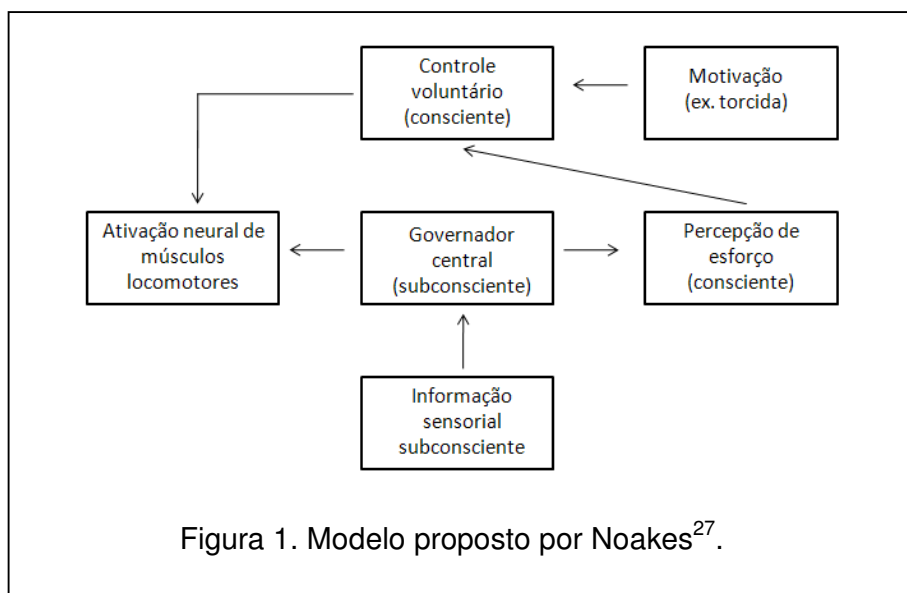 Controle
voluntário
(consciente)
Motivação
(ex. torcida)
Ativação neural de
músculos
locomotores
Governador
central
(subconsciente)
Percepção de
esforço
(consciente)
Informação
sensorial
subconsciente
Figura 1. Modelo proposto por Noakes27.